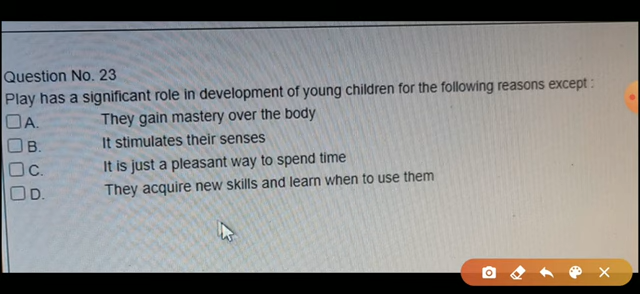 Question No. 23
Play has a significant role in development of young children for the following reasons except :
A. They gain mastery over the body
B. It stimulates their senses
C. It is just a pleasant way to spend time
D. They acquire new skills and learn when to use them